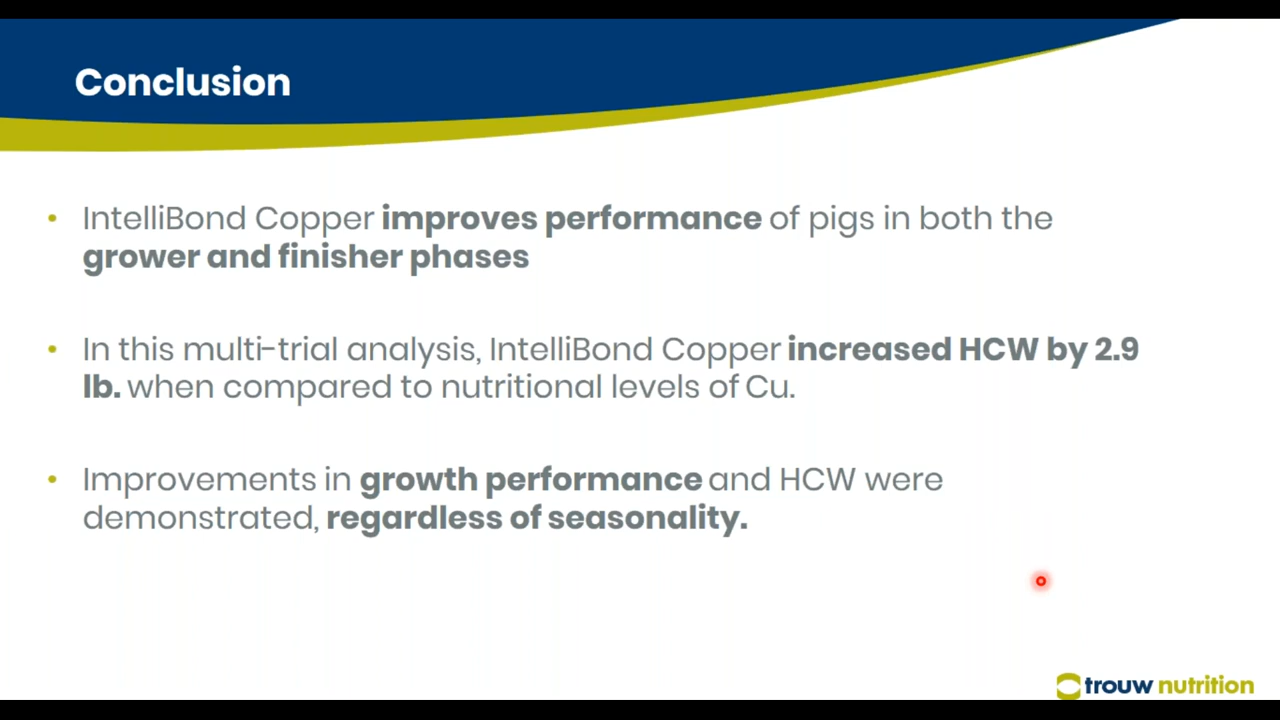 Conclusion
• IntelliBond Copper improves performance of pigs in both the
grower and finisher phases
• In this multi-trial analysis, IntelliBond Copper increased HCW by 2.9
lb. when compared to nutritional levels of Cu.
• Improvements in growth performance and HCW were
demonstrated, regardless of seasonality.
trouw nutrition